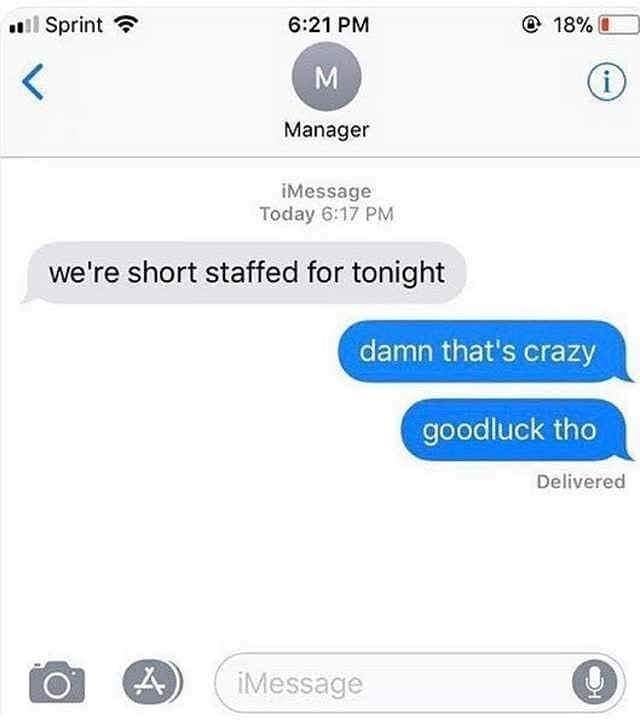 Sprint 6:21 PM 18%
M
Manager
iMessage
Today 6:17 PM
we're short staffed for tonight
damn that's crazy
goodluck tho
Delivered
iMessage